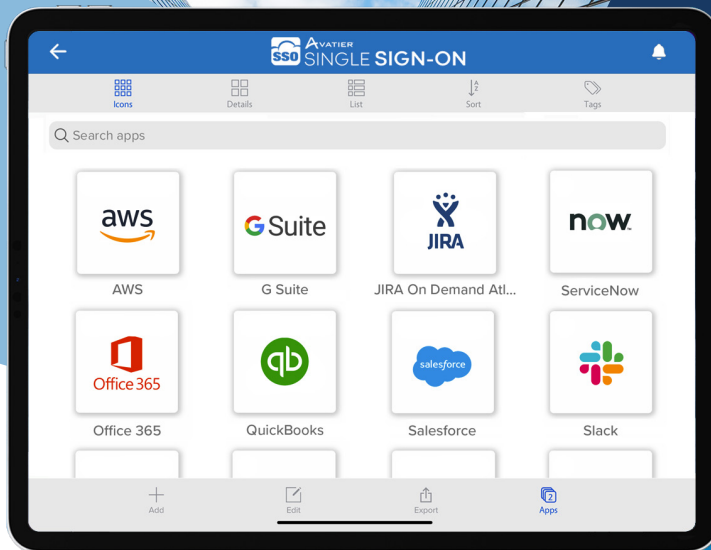 SSO AVATIER
SINGLE SIGN-ON
Icons Details List Sort Tags
Search apps
aws
G Suite
JIRA
now
AWS
G Suite
JIRA On Demand Atl...
ServiceNow
Office 365
qb
salesforce
Office 365
QuickBooks
Salesforce
Slack
Add
Edit
Export
2
Apps